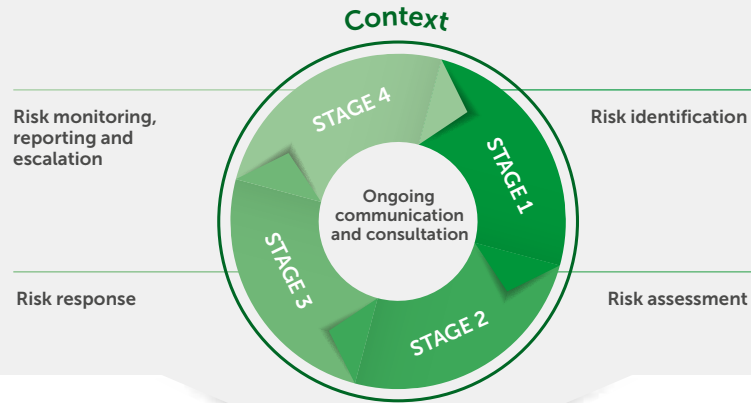 Context
STAGE 4
Risk monitoring,
reporting and
escalation
Risk identification
STAGE 1
Ongoing
communication
and consultation
STAGE 3
Risk response
STAGE 2
Risk assessment